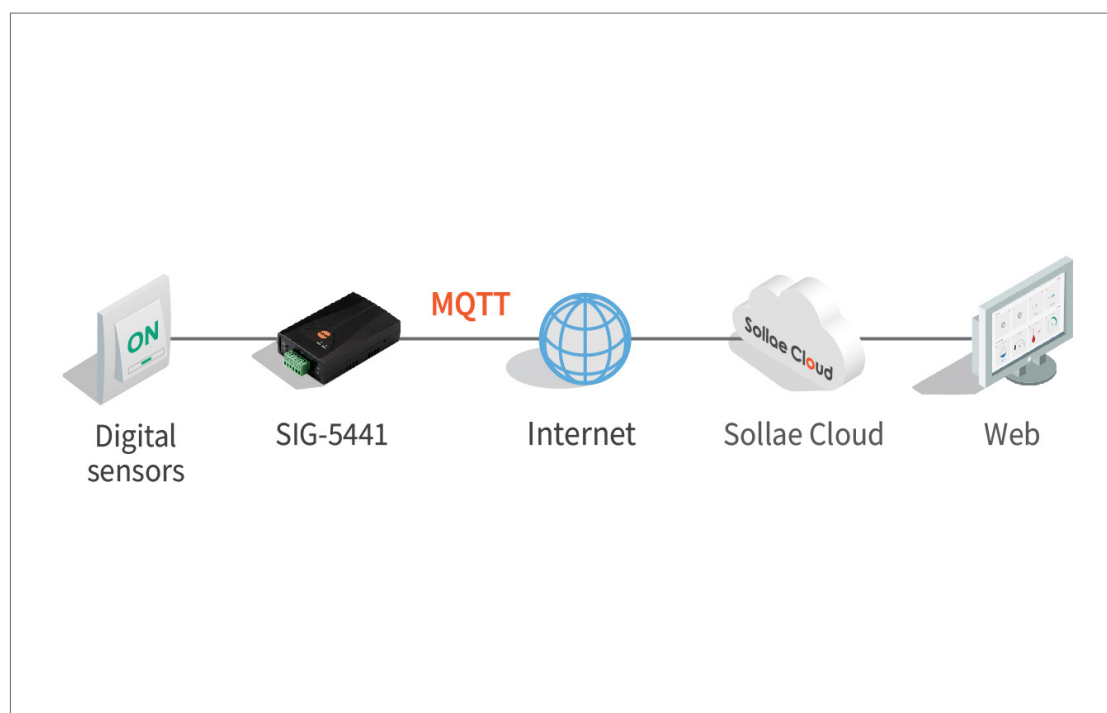 MQTT
ON
Sollae Cloud
Digital
sensors
SIG-5441
Internet
Sollae Cloud
Web